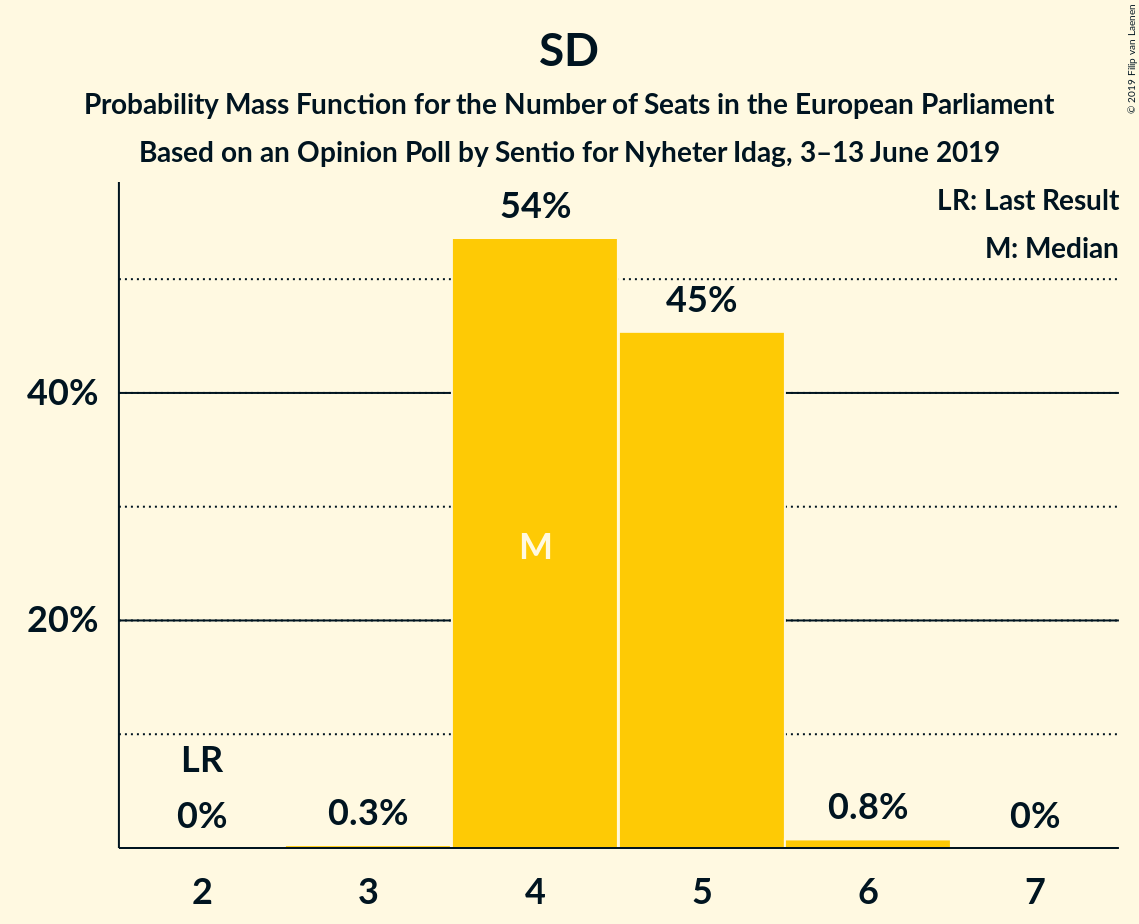 SD
Probability Mass Function for the Number of Seats in the European Parliament
Based on an Opinion Poll by Sentio for Nyheter Idag, 3–13 June 2019
© 2019 Filip van Laenen
LR: Last Result
M: Median
54%
45%
40%
M
20%
LR
0%
0.3%
0.8%
0%
2 3 4 5 6 7